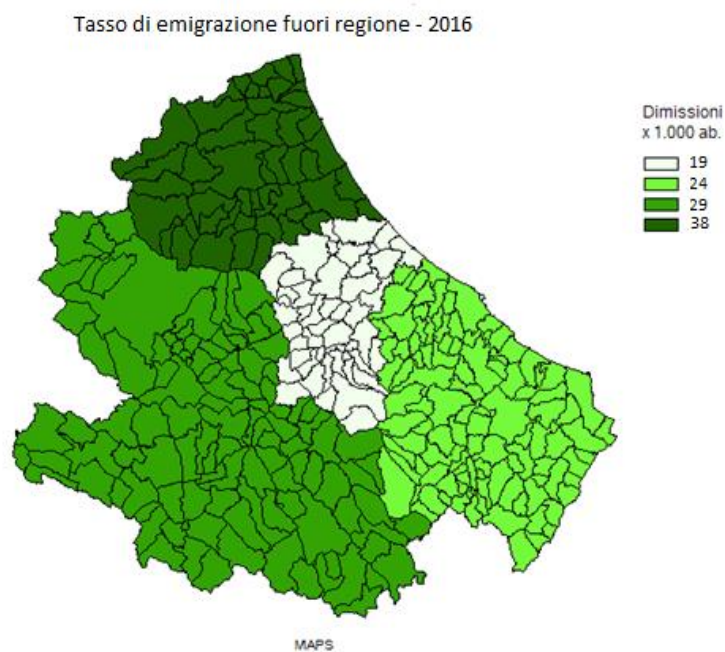 Tasso di emigrazione fuori regione - 2016
Dimissioni
x 1.000 ab.
19
24
29
38
MAPS